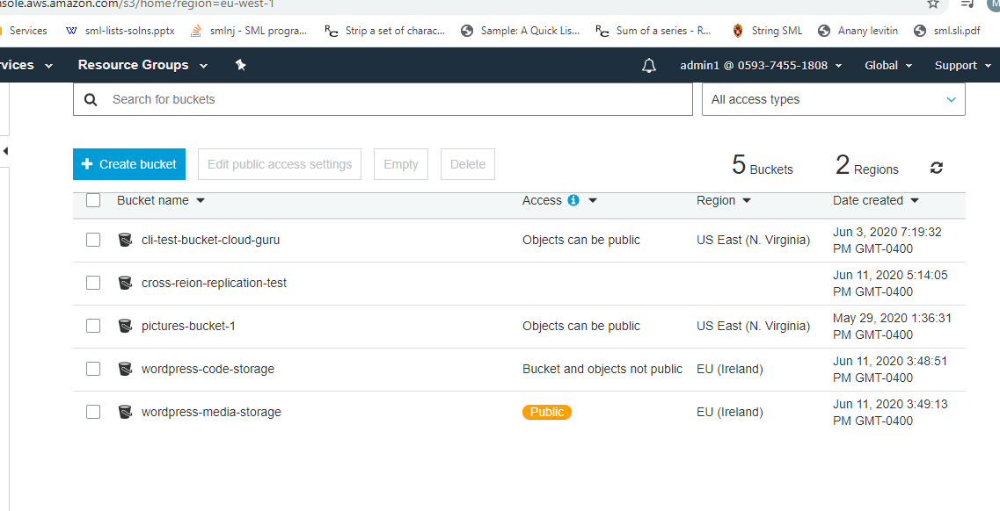 nsole.aws.amazon.com/s3/home?region=eu-west-1
Services smi-lists-solns.pptx smlnj - SML progra... Strip a set of charac... Sample: A Quick Lis... Sum of a series - R... String SML Anany levitin sml.sli.pdf
rvices Resource Groups admin1 @ 0593-7455-1808 Global Support
Search for buckets All access types
Create bucket Edit public access settings Empty Delete 5 Buckets 2 Regions
Bucket name Access Region Date created
cli-test-bucket-cloud-guru Objects can be public US East (N. Virginia) Jun 3, 2020 7:19:32
PM GMT-0400
cross-reion-replication-test Jun 11, 2020 5:14:05
PM GMT-0400
pictures-bucket-1 Objects can be public US East (N. Virginia) May 29, 2020 1:36:31
PM GMT-0400
wordpress-code-storage Bucket and objects not public EU (Ireland) Jun 11, 2020 3:48:51
PM GMT-0400
wordpress-media-storage Public EU (Ireland) Jun 11, 2020 3:49:13
PM GMT-0400